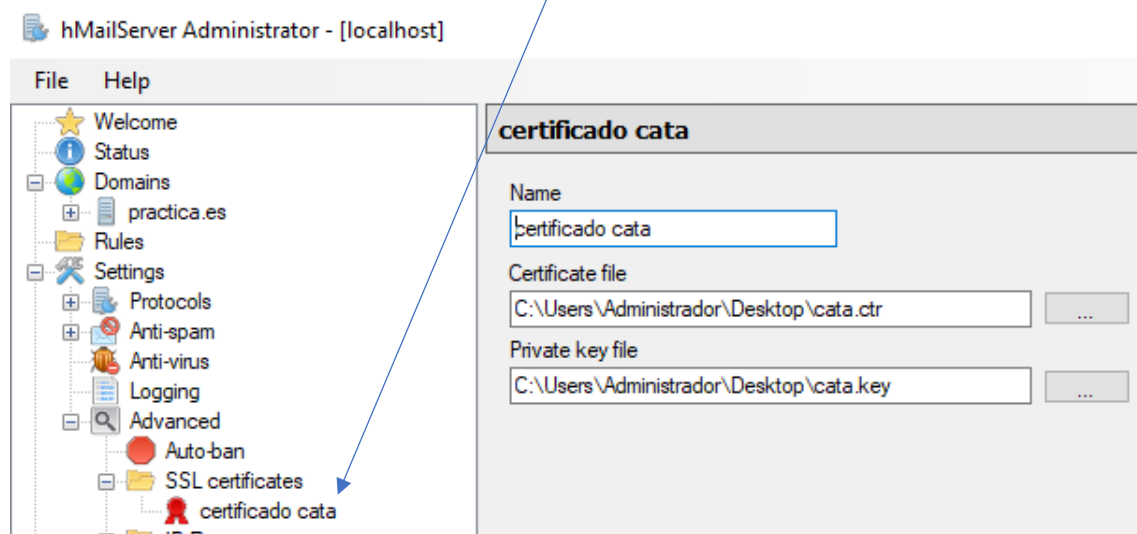 hMailServer Administrator - [localhost]
File Help
Welcome
Status
Domains
practica.es
Rules
Settings
Protocols
Anti-spam
Anti-virus
Logging
Advanced
Auto-ban
SSL certificates
certificado cata
certificado cata
Name
certificado cata
Certificate file
C:\Users\Administrador\Desktop\cata.ctr
...
Private key file
C:\Users\Administrador\Desktop\cata.key
...